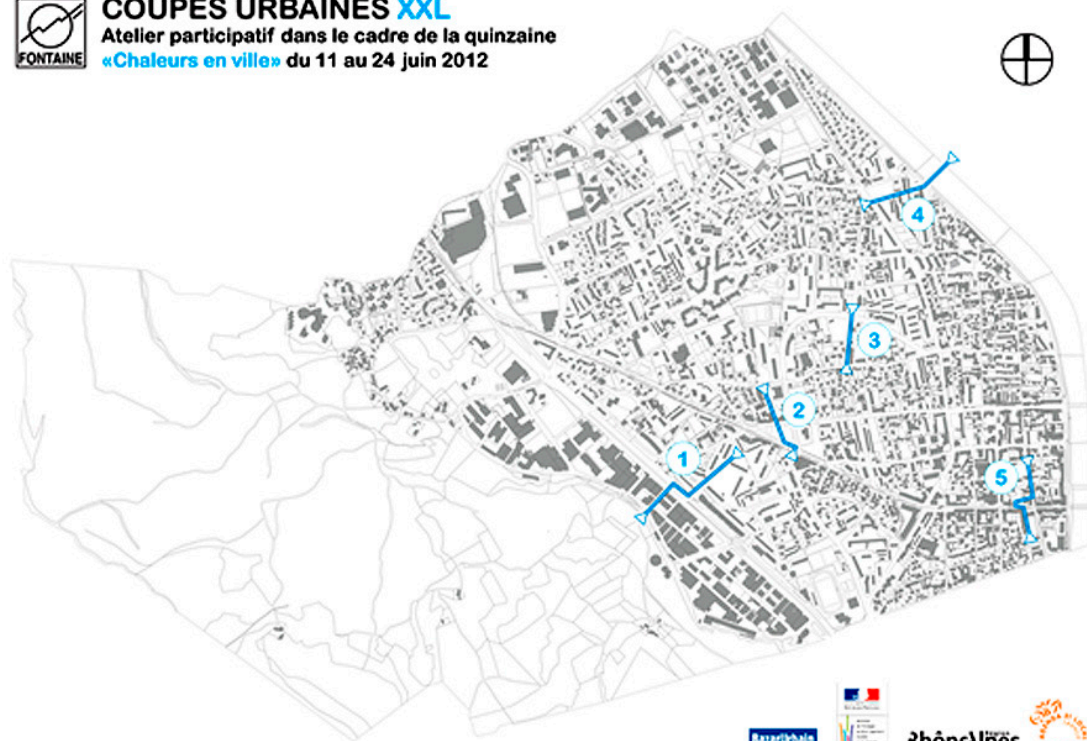 COUPES URBAINES XXL
Atelier participatif dans le cadre de la quinzaine
«Chaleurs en ville» du 11 au 24 juin 2012
FONTAINE
4
3
2
1
5
RhônelAlpes